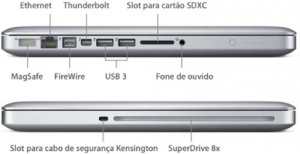 Ethernet
Thunderbolt
Slot para cartão SDXC
MagSafe
FireWire
USB 3
Fone de ouvido
Slot para cabo de segurança Kensington
SuperDrive 8x